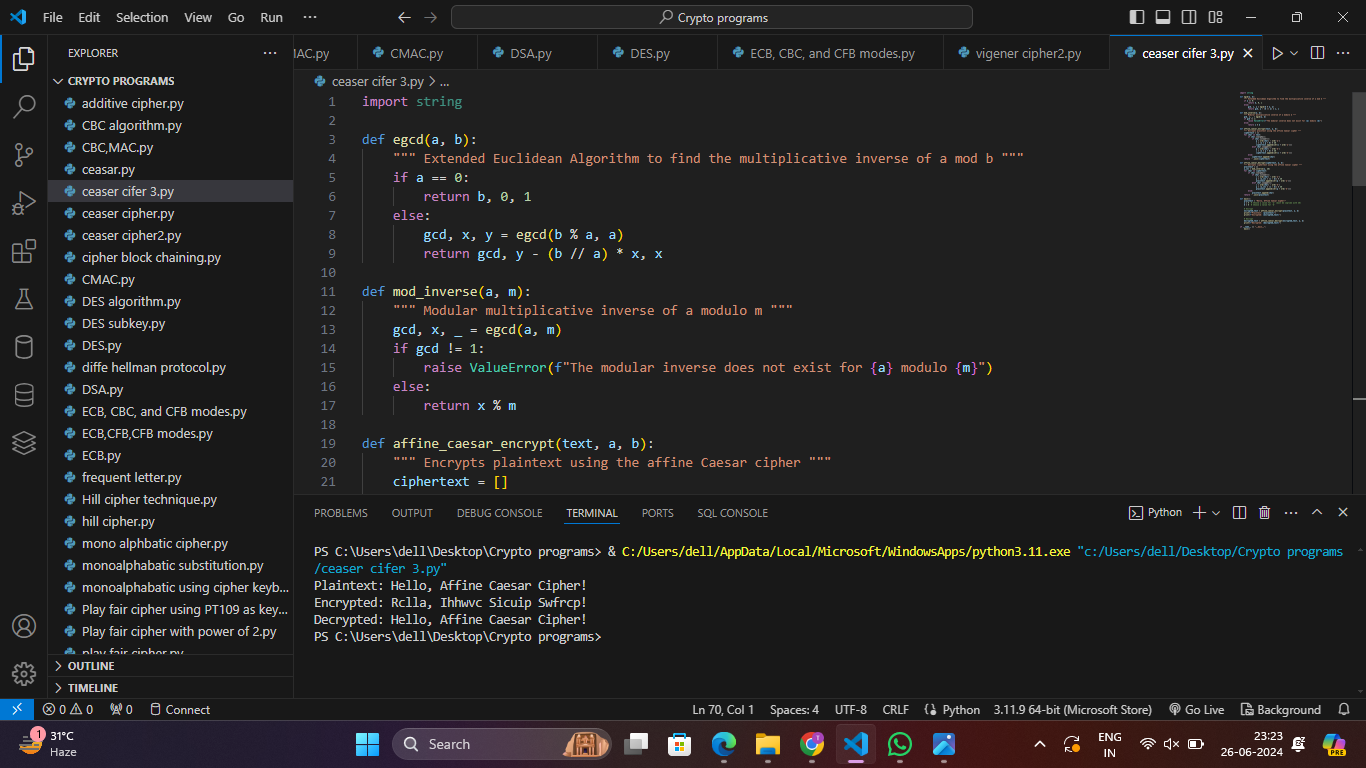 File Edit Selection View Go Run ···
Crypto programs
EXPLORER ···
CRYPTO PROGRAMS
additive cipher.py
CBC algorithm.py
CBC,MAC.py
ceasar.py
ceaser cifer 3.py
ceaser cipher.py
ceaser cipher2.py
cipher block chaining.py
CMAC.py
DES algorithm.py
DES subkey.py
DES.py
diffe hellman protocol.py
DSA.py
ECB, CBC, and CFB modes.py
ECB,CFB,CFB modes.py
ECB.py
frequent letter.py
Hill cipher technique.py
hill cipher.py
mono alphbatic cipher.py
monoalphabatic substitution.py
monoalphabatic using cipher keyb...
Play fair cipher using PT109 as key...
Play fair cipher with power of 2.py
play fair cipher.py
OUTLINE
TIMELINE
MAC.py CMAC.py DSA.py DES.py ECB, CBC, and CFB modes.py vigener cipher2.py ceaser cifer 3.py
ceaser cifer 3.py > ...
1 import string
2
3 def egcd(a, b):
4 """ Extended Euclidean Algorithm to find the multiplicative inverse of a mod b """
5 if a == 0:
6 return b, 0, 1
7 else:
8 gcd, x, y = egcd(b % a, a)
9 return gcd, y - (b // a) * x, x
10
11 def mod_inverse(a, m):
12 """ Modular multiplicative inverse of a modulo m """
13 gcd, x, _ = egcd(a, m)
14 if gcd != 1:
15 raise ValueError(f"The modular inverse does not exist for {a} modulo {m}")
16 else:
17 return x % m
18
19 def affine_caesar_encrypt(text, a, b):
20 """ Encrypts plaintext using the affine Caesar cipher """
21 ciphertext = []
PROBLEMS OUTPUT DEBUG CONSOLE TERMINAL PORTS SQL CONSOLE
Python
PS C:\Users\dell\Desktop\Crypto programs> & C:/Users/dell/AppData/Local/Microsoft/WindowsApps/python3.11.exe "c:/Users/dell/Desktop/Crypto programs
/ceaser cifer 3.py"
Plaintext: Hello, Affine Caesar Cipher!
Encrypted: Rclla, Ihhwvc Sicuip Swfrcp!
Decrypted: Hello, Affine Caesar Cipher!
PS C:\Users\dell\Desktop\Crypto programs>
0 0 0 Connect Ln 70, Col 1 Spaces: 4 UTF-8 CRLF Python 3.11.9 64-bit (Microsoft Store) Go Live Background
1 31°C
Haze
Search
ENG
IN
23:23
26-06-2024
PRE